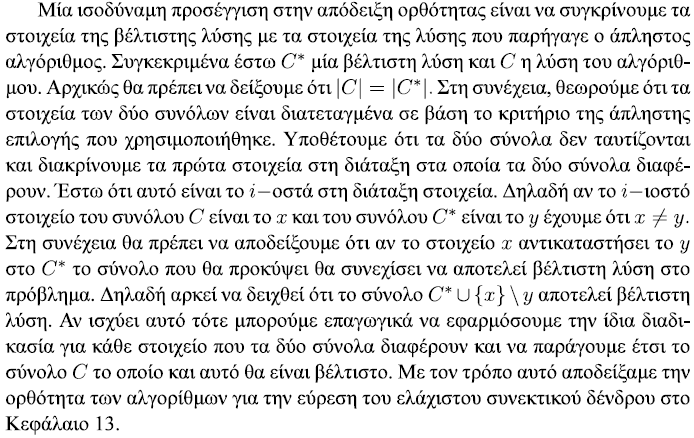 Μία ισοδύναμη προσέγγιση στην απόδειξη ορθότητας είναι να συγκρίνουμε τα
στοιχεία της βέλτιστης λύσης με τα στοιχεία της λύσης που παρήγαγε ο άπληστος
αλγόριθμος. Συγκεκριμένα έστω C* μία βέλτιστη λύση και C η λύση του αλγόριθ-
μου. Αρχικώς θα πρέπει να δείξουμε ότι |C| = |C*|. Στη συνέχεια, θεωρούμε ότι τα
στοιχεία των δύο συνόλων είναι διατεταγμένα σε βάση το κριτήριο της άπληστης
επιλογής που χρησιμοποιήθηκε. Υποθέτουμε ότι τα δύο σύνολα δεν ταυτίζονται
και διακρίνουμε τα πρώτα στοιχεία στη διάταξη στα οποία τα δύο σύνολα διαφέ-
ρουν. Έστω ότι αυτό είναι το i−οστά στη διάταξη στοιχεία. Δηλαδή αν το i−ιοστό
στοιχείο του συνόλου C είναι το x και του συνόλου C* είναι το y έχουμε ότι x ≠ y.
Στη συνέχεια θα πρέπει να αποδείξουμε ότι αν το στοιχείο x αντικαταστήσει το y
στο C* το σύνολο που θα προκύψει θα συνεχίσει να αποτελεί βέλτιστη λύση στο
πρόβλημα. Δηλαδή αρκεί να δειχθεί ότι το σύνολο C* ∪ {x} \ y αποτελεί βέλτιστη
λύση. Αν ισχύει αυτό τότε μπορούμε επαγωγικά να εφαρμόσουμε την ίδια διαδι-
κασία για κάθε στοιχείο που τα δύο σύνολα διαφέρουν και να παράγουμε έτσι το
σύνολο C το οποίο και αυτό θα είναι βέλτιστο. Με τον τρόπο αυτό αποδείξαμε την
ορθότητα των αλγορίθμων για την εύρεση του ελάχιστου συνεκτικού δένδρου στο
Κεφάλαιο 13.